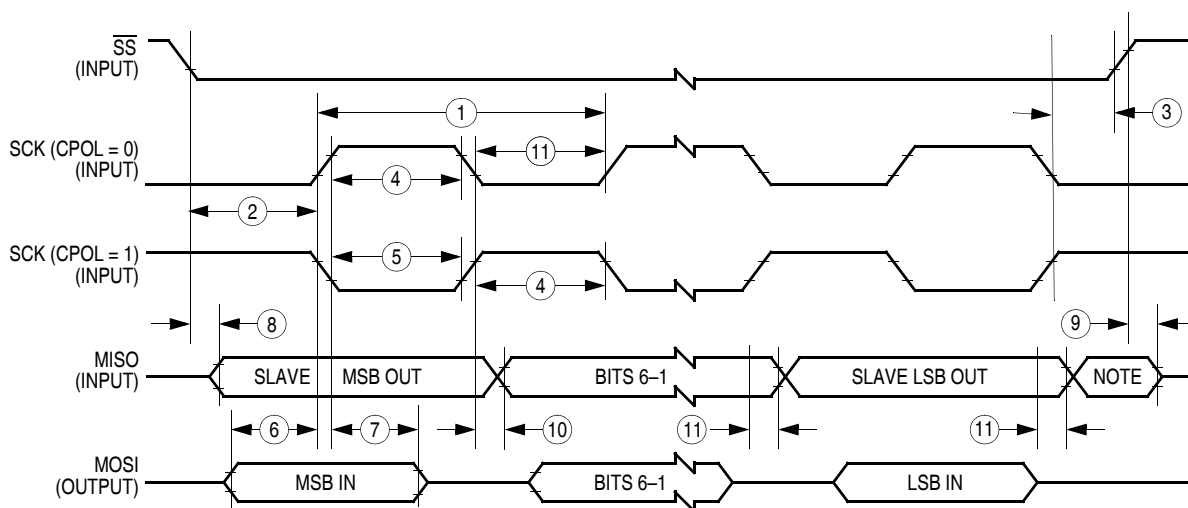 SS
(INPUT)
1
3
SCK (CPOL = 0)
(INPUT)
11
4
2
SCK (CPOL = 1)
(INPUT)
5
4
8
9
MISO
(INPUT)
SLAVE MSB OUT
BITS 6–1
SLAVE LSB OUT
NOTE
6
7
10
11
11
MOSI
(OUTPUT)
MSB IN
BITS 6–1
LSB IN